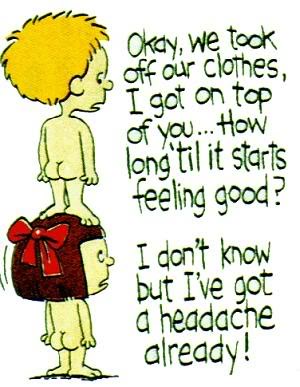 Okay, we took
off our clothes,
I got on top
of you... How
long 'til it starts
feeling good?
I don't know
but I've got
a headache
already!